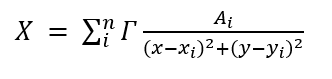 X = ∑ᵢⁿ Γ Aᵢ / ((x−xᵢ)²+(y−yᵢ)²)